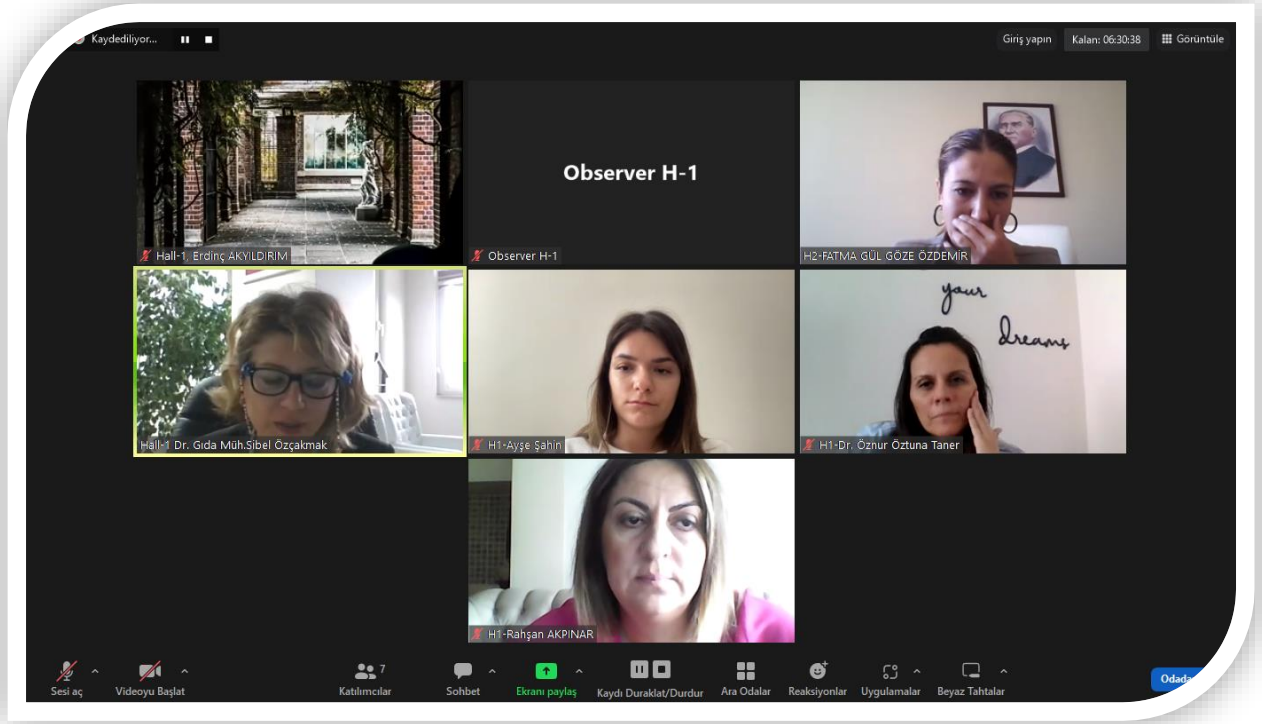 Kaydediliyor...
Giriş yapın
Kalan: 06:30:38
Görüntüle
Hall-1, Erdinç AKYILDIRIM
Observer H-1
Observer H-1
H2-FATMA GÜL GÖZE ÖZDEMİR
Hall-1 Dr. Gıda Müh.Sibel Özçakmak
H1-Ayşe Şahin
your
dreams
H1-Dr. Öznur Öztuna Taner
H1-Rahşan AKPINAR
Sesi aç
Videoyu Başlat
7
Katılımcılar
Sohbet
Ekranı paylaş
Kaydı Duraklat/Durdur
Ara Odalar
Reaksiyonlar
Uygulamalar
Beyaz Tahtalar